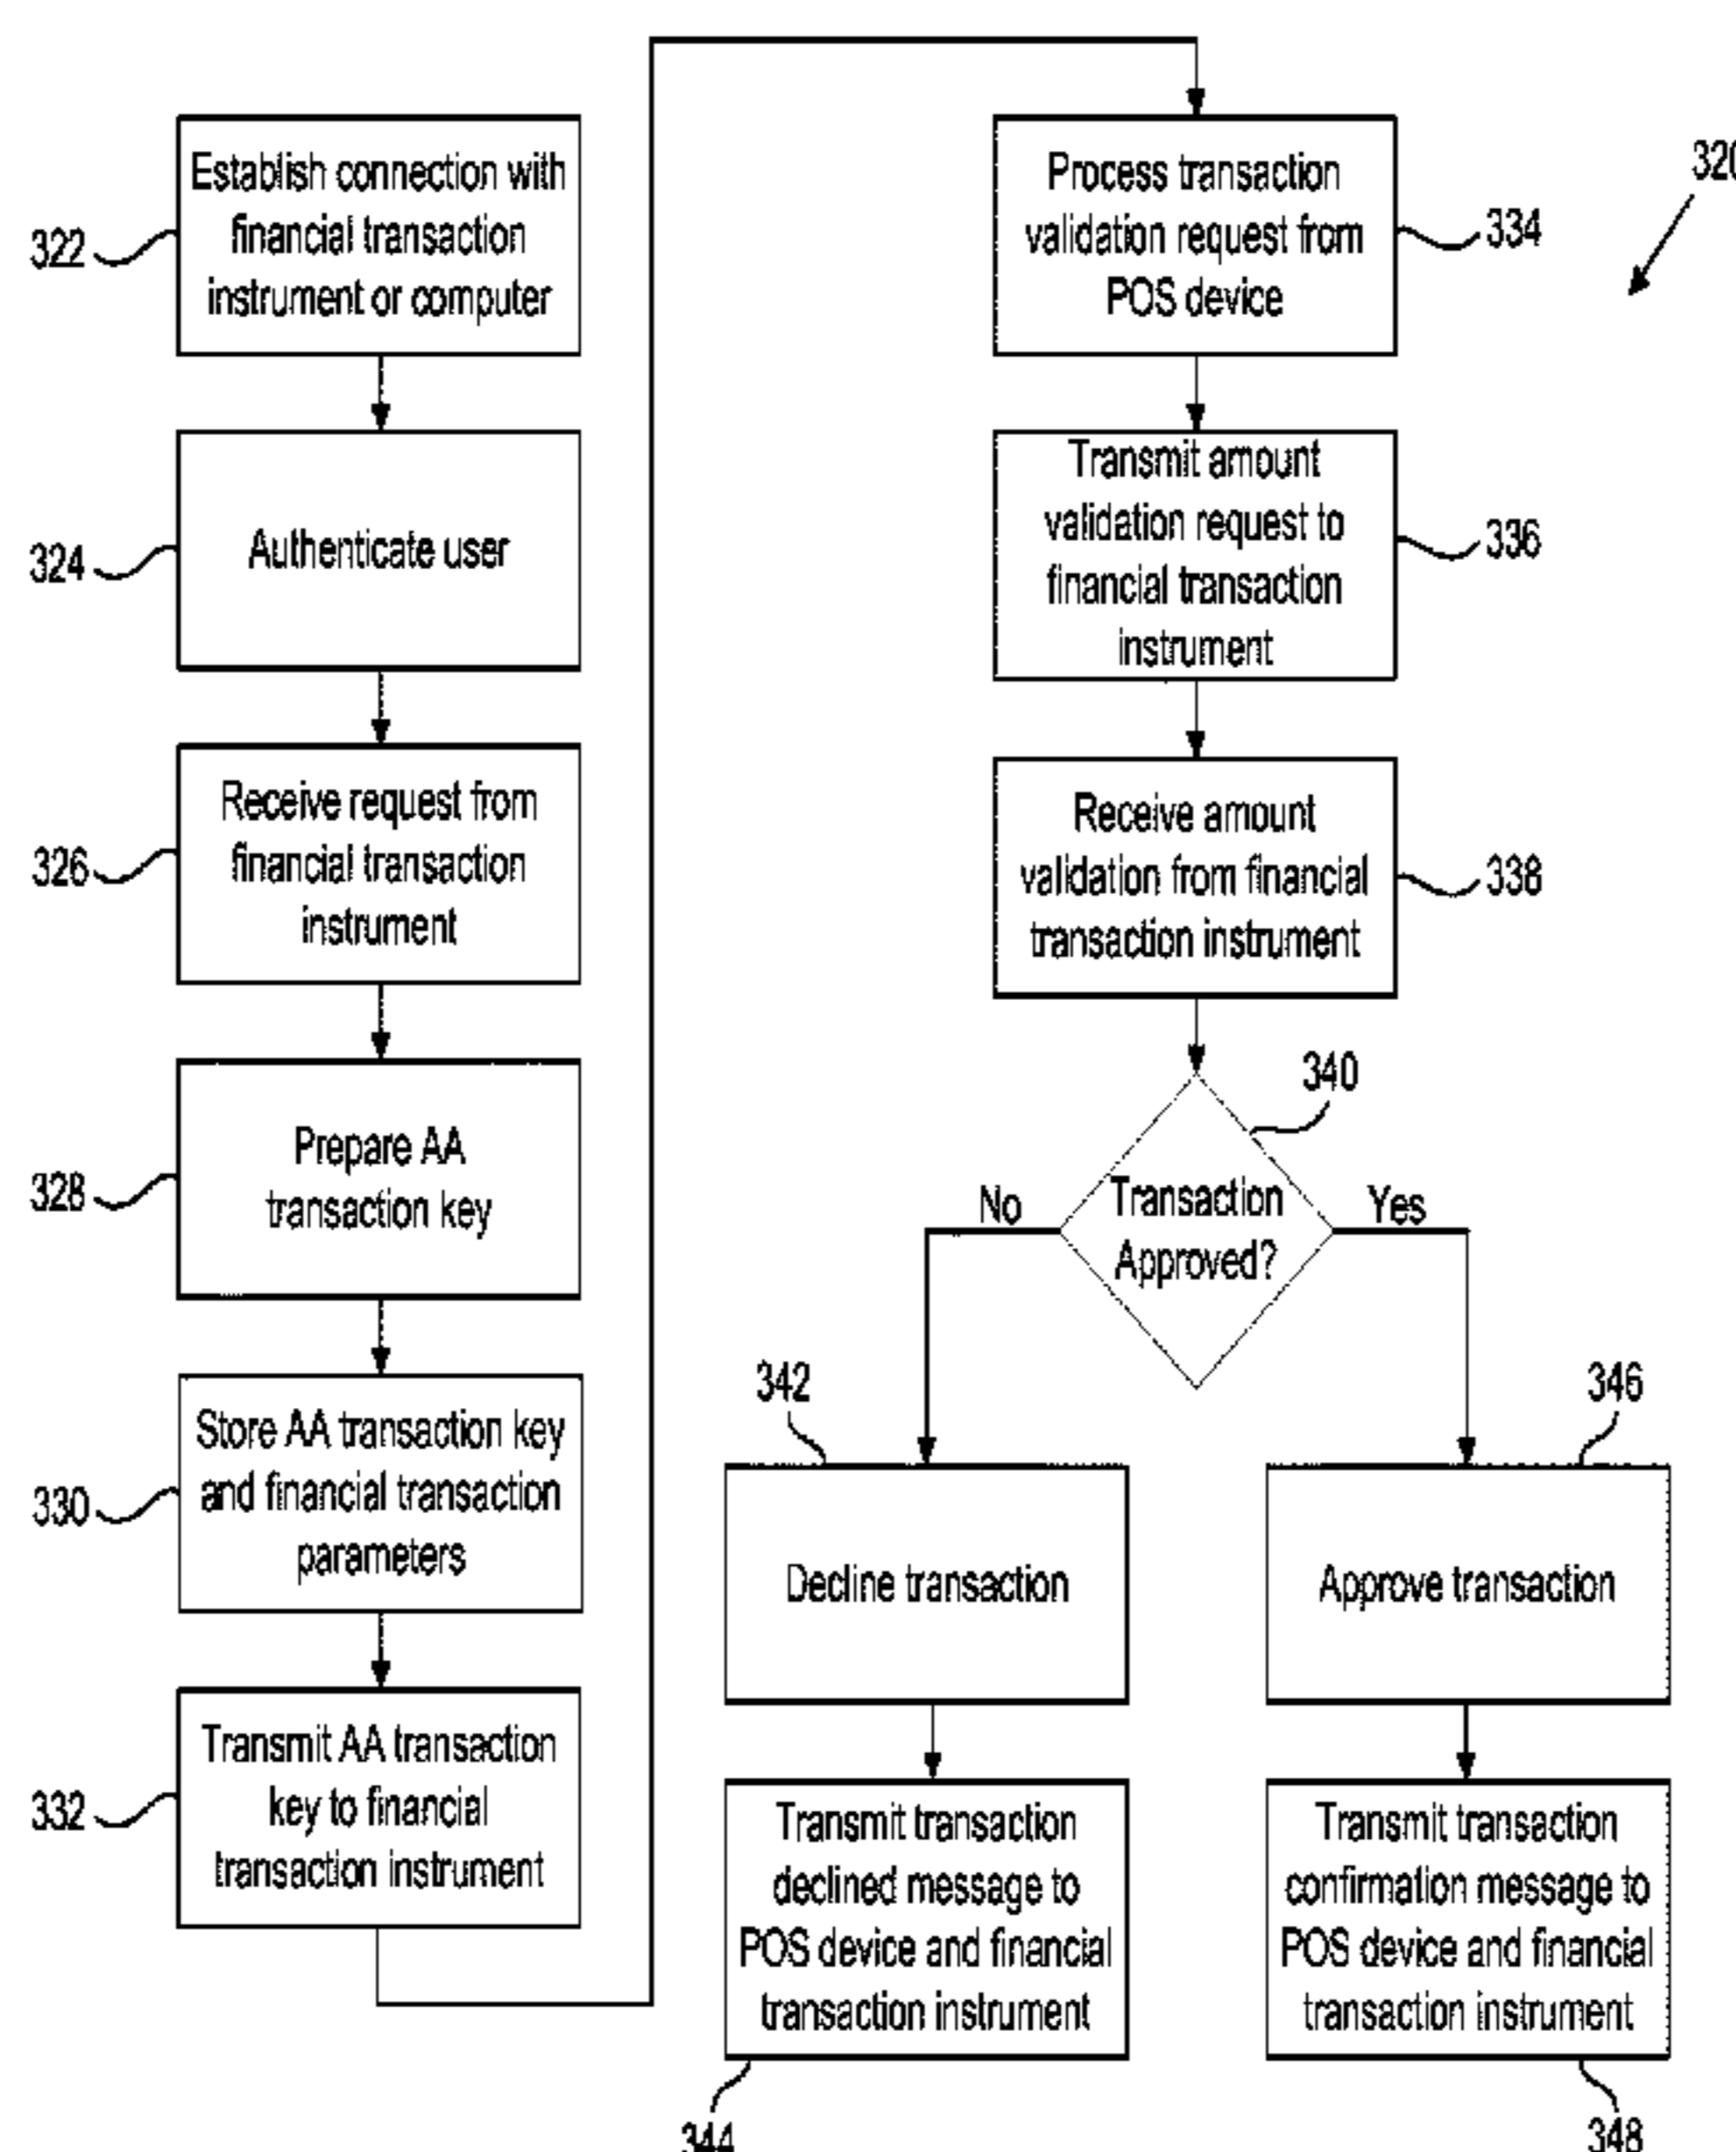 322
Establish connection with
financial transaction
instrument or computer
324
Authenticate user
326
Receive request from
financial transaction
instrument
328
Prepare AA
transaction key
330
Store AA transaction key
and financial transaction
parameters
332
Transmit AA transaction
key to financial
transaction instrument
320
Process transaction
validation request from
POS device
334
Transmit amount
validation request to
financial transaction
instrument
336
Receive amount
validation from financial
transaction instrument
338
340
Transaction
Approved?
No
Yes
342
Decline transaction
346
Approve transaction
Transmit transaction
declined message to
POS device and financial
transaction instrument
344
Transmit transaction
confirmation message to
POS device and financial
transaction instrument
348